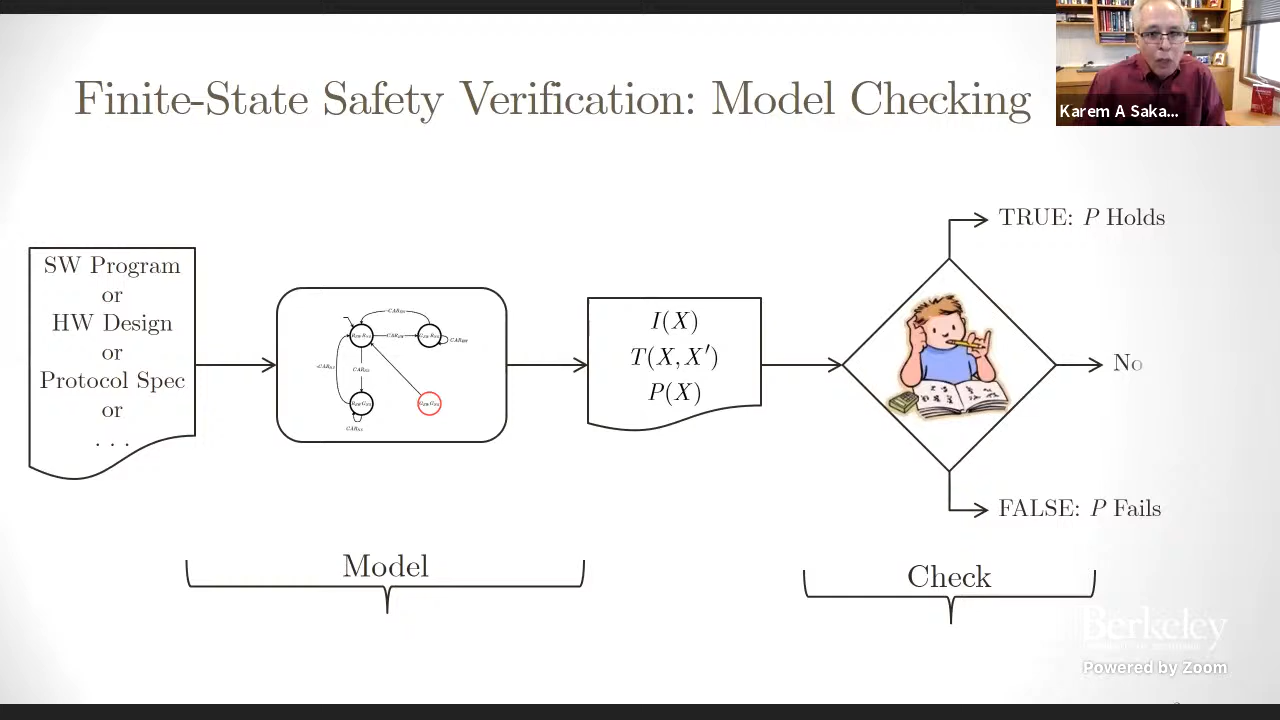 Finite-State Safety Verification: Model Checking
Karem A Saka...
SW Program
or
HW Design
or
Protocol Spec
or
. . .
I(X)
T(X, X′)
P(X)
TRUE: P Holds
No
FALSE: P Fails
Model
Check
Berkeley
Powered by Zoom